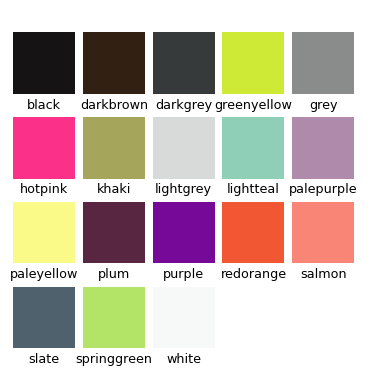 black darkbrown darkgrey greenyellow grey
hotpink khaki lightgrey lightteal palepurple
paleyellow plum purple redorange salmon
slate springgreen white